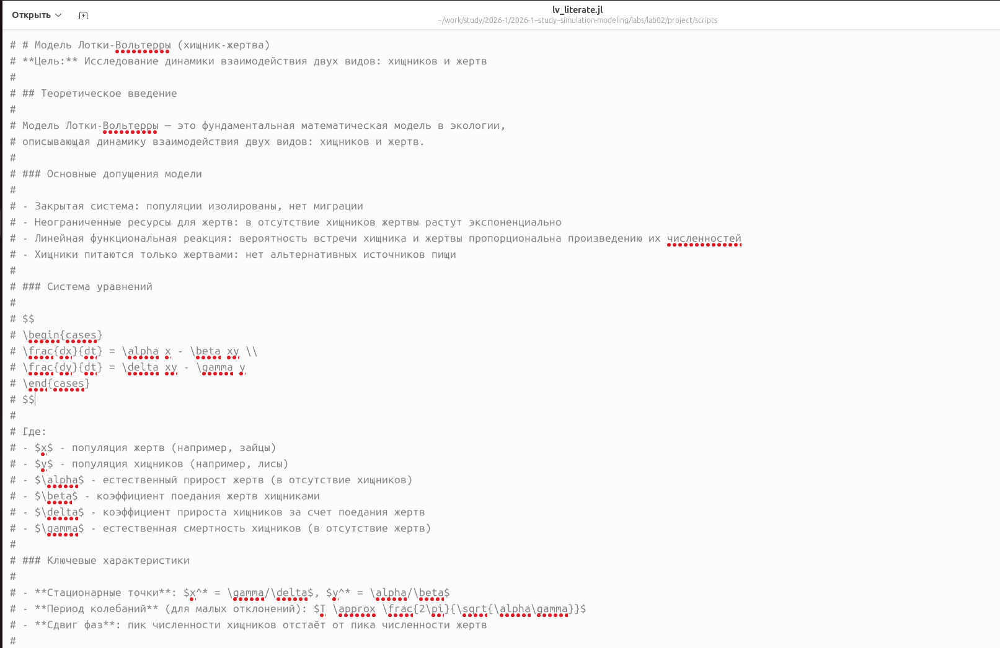 Открыть
lv_literate.jl
~/work/study/2026-1/2026-1--study--simulation-modeling/labs/lab02/project/scripts
# # Модель Лотки-Вольтерры (хищник-жертва)
# **Цель:** Исследование динамики взаимодействия двух видов: хищников и жертв
#
# ## Теоретическое введение
#
# Модель Лотки-Вольтерры — это фундаментальная математическая модель в экологии,
# описывающая динамику взаимодействия двух видов: хищников и жертв.
#
# ### Основные допущения модели
#
# - Закрытая система: популяции изолированы, нет миграции
# - Неограниченные ресурсы для жертв: в отсутствие хищников жертвы растут экспоненциально
# - Линейная функциональная реакция: вероятность встречи хищника и жертвы пропорциональна произведению их численностей
# - Хищники питаются только жертвами: нет альтернативных источников пищи
#
# ### Система уравнений
#
# $$
# \begin{cases}
# \frac{dx}{dt} = \alpha x - \beta xy \\
# \frac{dy}{dt} = \delta xy - \gamma y
# \end{cases}
# $$
#
# Где:
# - $x$ - популяция жертв (например, зайцы)
# - $y$ - популяция хищников (например, лисы)
# - $\alpha$ - естественный прирост жертв (в отсутствие хищников)
# - $\beta$ - коэффициент поедания жертв хищниками
# - $\delta$ - коэффициент прироста хищников за счет поедания жертв
# - $\gamma$ - естественная смертность хищников (в отсутствие жертв)
#
# ### Ключевые характеристики
#
# - **Стационарные точки**: $x^* = \gamma/\delta$, $y^* = \alpha/\beta$
# - **Период колебаний** (для малых отклонений): $T \approx \frac{2\pi}{\sqrt{\alpha\gamma}}$
# - **Сдвиг фаз**: пик численности хищников отстаёт от пика численности жертв
#